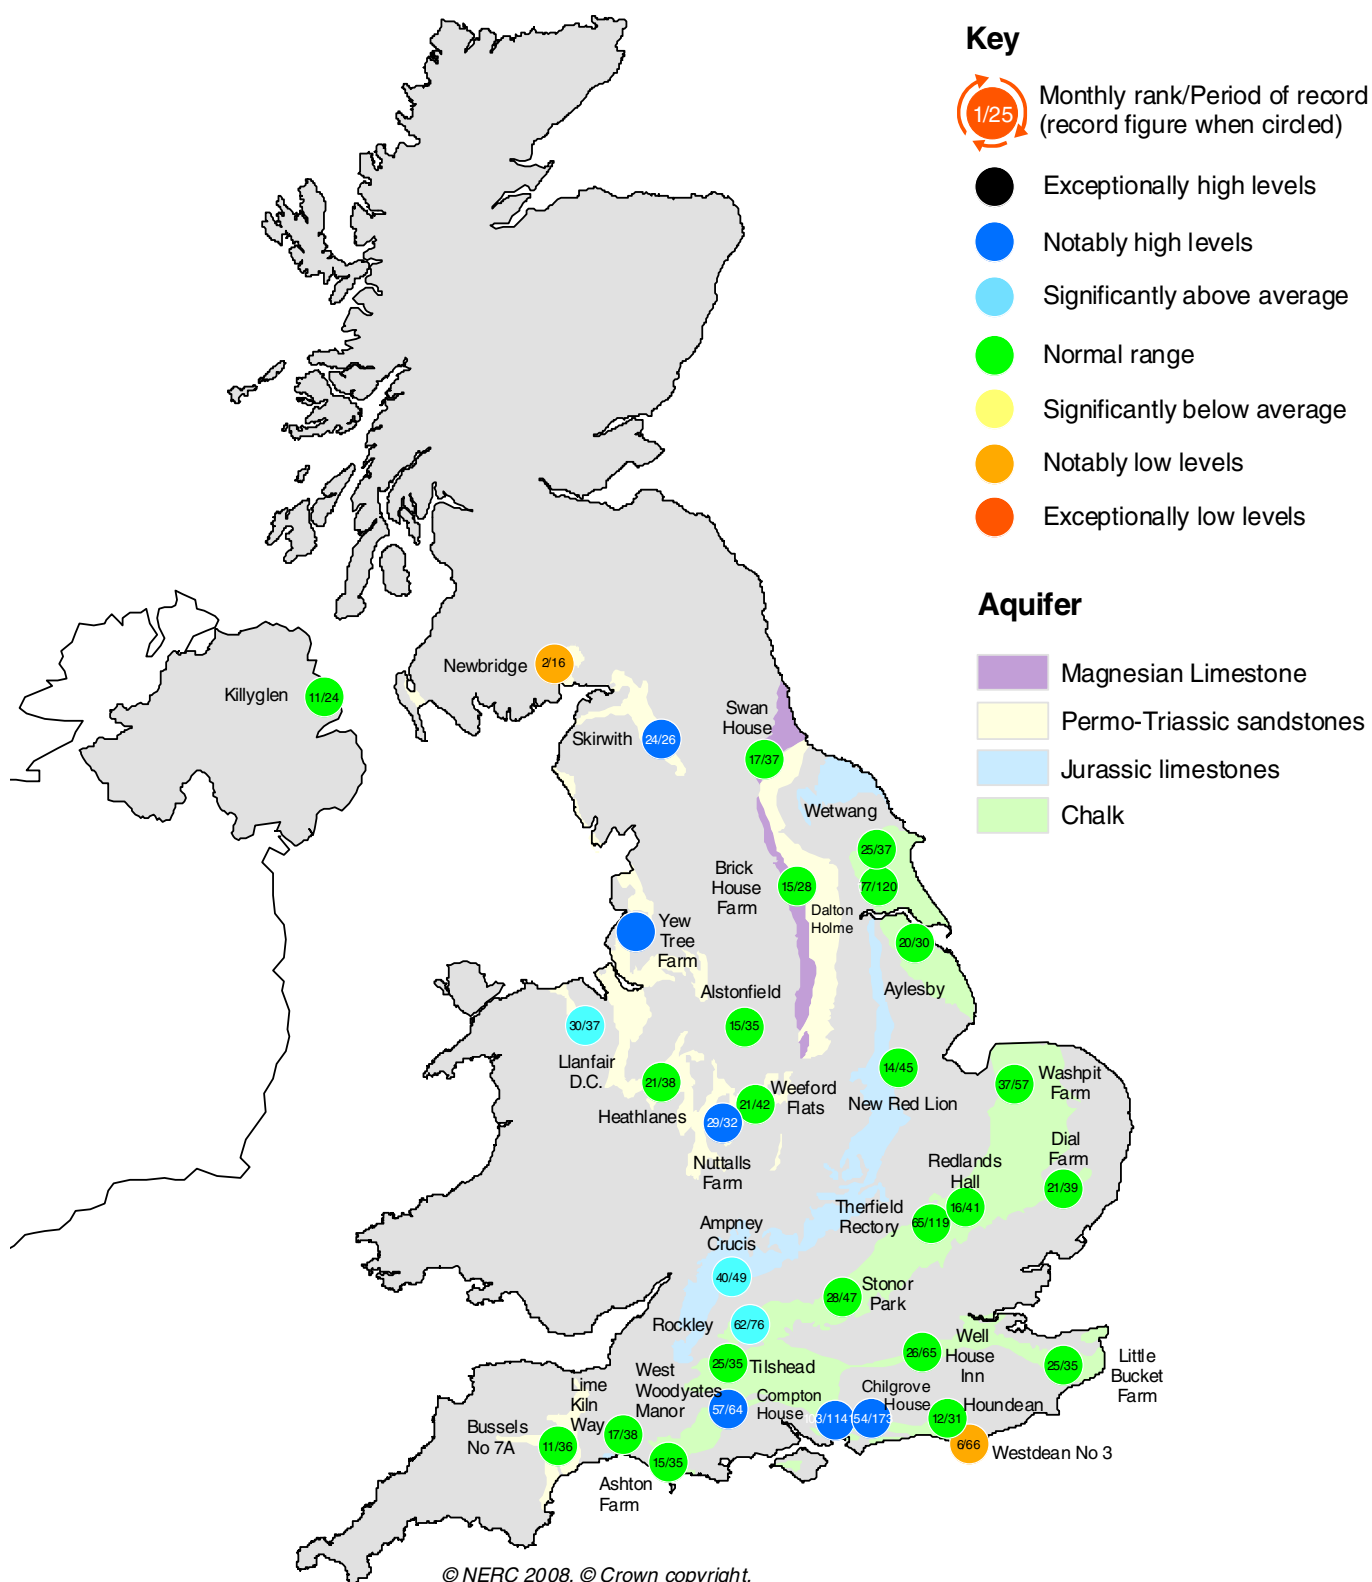 Key
1/25
Monthly rank/Period of record
(record figure when circled)
Exceptionally high levels
Notably high levels
Significantly above average
Normal range
Significantly below average
Notably low levels
Exceptionally low levels
Aquifer
Magnesian Limestone
Permo-Triassic sandstones
Jurassic limestones
Chalk
Newbridge
2/16
Killyglen
11/24
Skirwith
24/26
Swan
House
17/37
Wetwang
25/37
Brick
House
Farm
15/28
77/120
Dalton
Holme
Yew
Tree
Farm
20/30
Aylesby
Alstonfield
15/35
30/37
Llanfair
D.C.
14/45
New Red Lion
37/57
Washpit
Farm
21/38
Heathlanes
Weeford
Flats
21/42
29/32
Nuttalls
Farm
Dial
Farm
21/39
Redlands
Hall
16/41
Therfield
Rectory
65/119
Ampney
Crucis
40/49
Stonor
Park
28/47
Rockley
62/76
Well
House
Inn
26/65
Little
Bucket
Farm
25/35
25/35
Tilshead
West
Woodyates
Manor
57/64
Compton
House
103/114
Chilgrove
House
154/173
Houndean
12/31
6/66
Westdean No 3
Lime
Kiln
Way
17/38
Bussels
No 7A
11/36
15/35
Ashton
Farm
© NERC 2008. © Crown copyright.